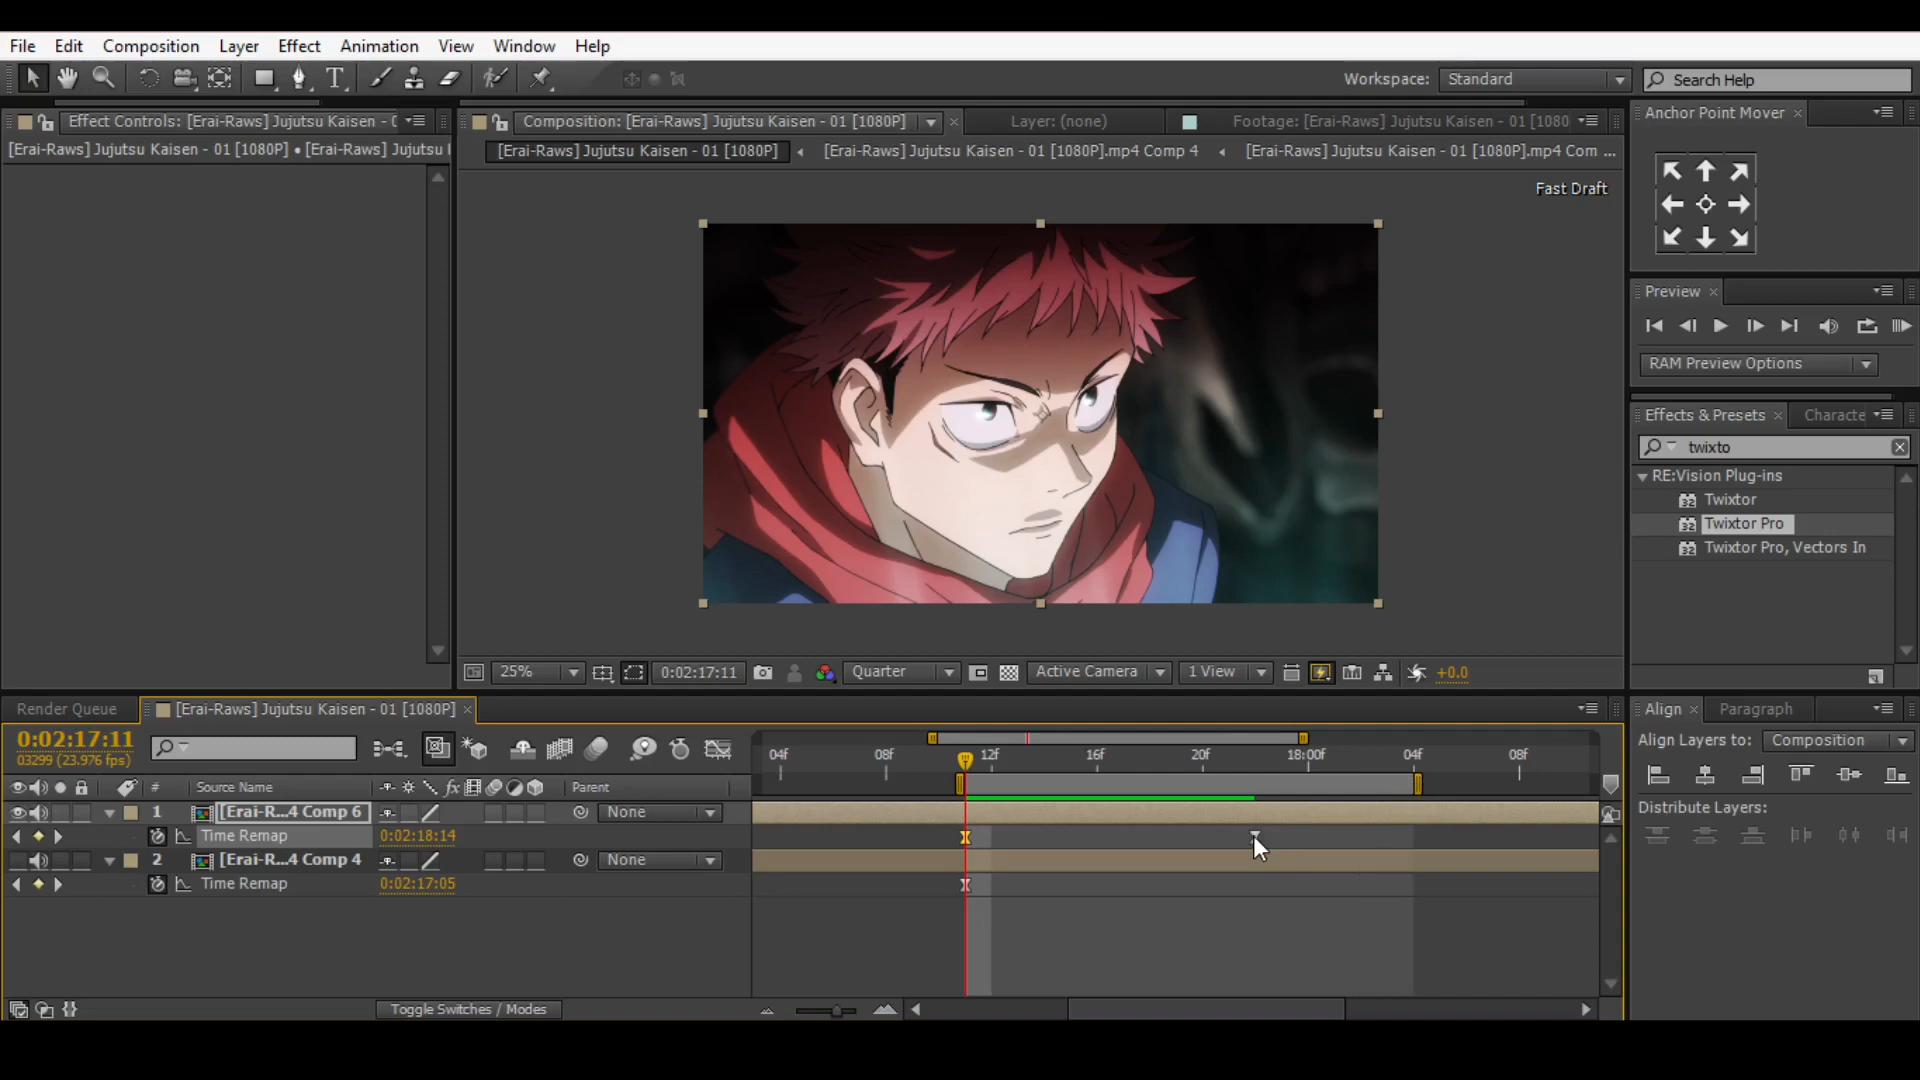 File Edit Composition Layer Effect Animation View Window Help
Workspace: Standard Search Help
Effect Controls: [Erai-Raws] Jujutsu Kaisen - 0
Composition: [Erai-Raws] Jujutsu Kaisen - 01 [1080P]
Layer: (none)
Footage: [Erai-Raws] Jujutsu Kaisen - 01 [1080
Anchor Point Mover
[Erai-Raws] Jujutsu Kaisen - 01 [1080P] • [Erai-Raws] Jujutsu
[Erai-Raws] Jujutsu Kaisen - 01 [1080P]
[Erai-Raws] Jujutsu Kaisen - 01 [1080P].mp4 Comp 4
[Erai-Raws] Jujutsu Kaisen - 01 [1080P].mp4 Com ...
Fast Draft
Preview
RAM Preview Options
Effects & Presets Characte
twixto
RE:Vision Plug-ins
32 Twixtor
32 Twixtor Pro
32 Twixtor Pro, Vectors In
25% 0:02:17:11 Quarter Active Camera 1 View +0.0
Render Queue
[Erai-Raws] Jujutsu Kaisen - 01 [1080P]
Align Paragraph
0:02:17:11
03299 (23.976 fps)
04f 08f 12f 16f 20f 18:00f 04f 08f
Align Layers to: Composition
# Source Name fx Parent
1 [Erai-R...4 Comp 6 None
Distribute Layers:
Time Remap 0:02:18:14
2 [Erai-R...4 Comp 4 None
Time Remap 0:02:17:05
Toggle Switches / Modes